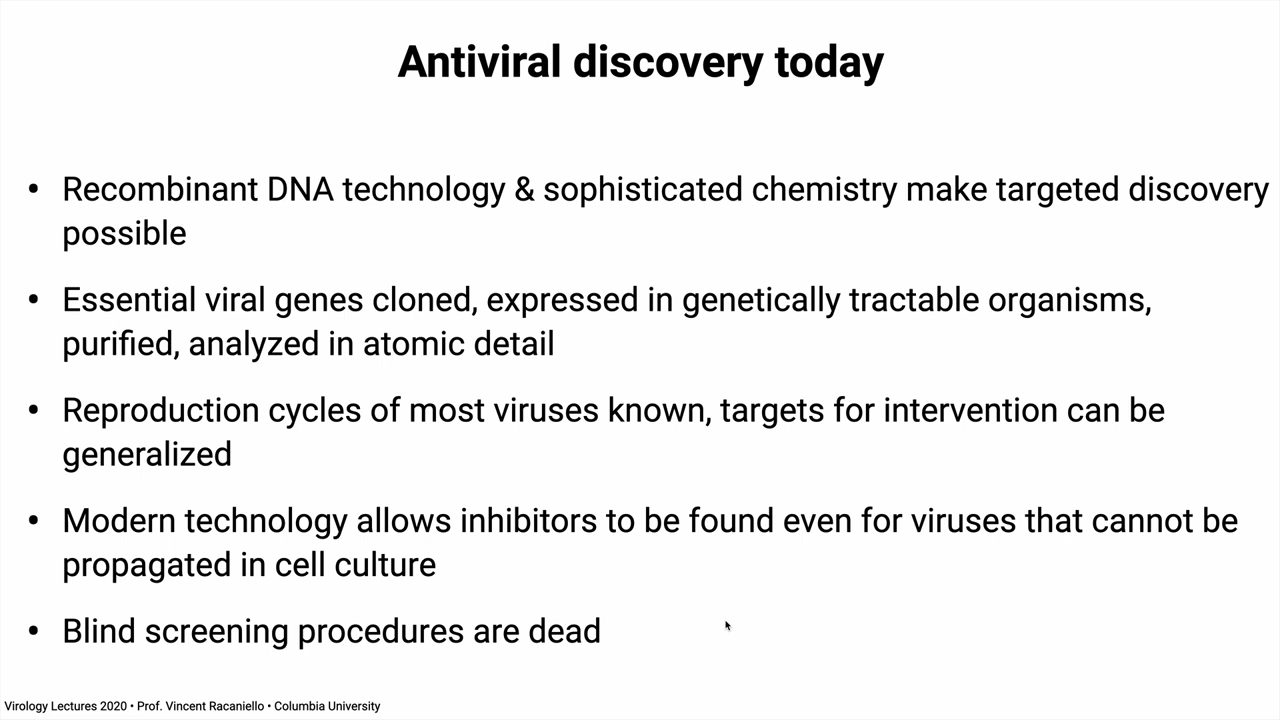 Antiviral discovery today
• Recombinant DNA technology & sophisticated chemistry make targeted discovery
possible
• Essential viral genes cloned, expressed in genetically tractable organisms,
purified, analyzed in atomic detail
• Reproduction cycles of most viruses known, targets for intervention can be
generalized
• Modern technology allows inhibitors to be found even for viruses that cannot be
propagated in cell culture
• Blind screening procedures are dead
Virology Lectures 2020 • Prof. Vincent Racaniello • Columbia University